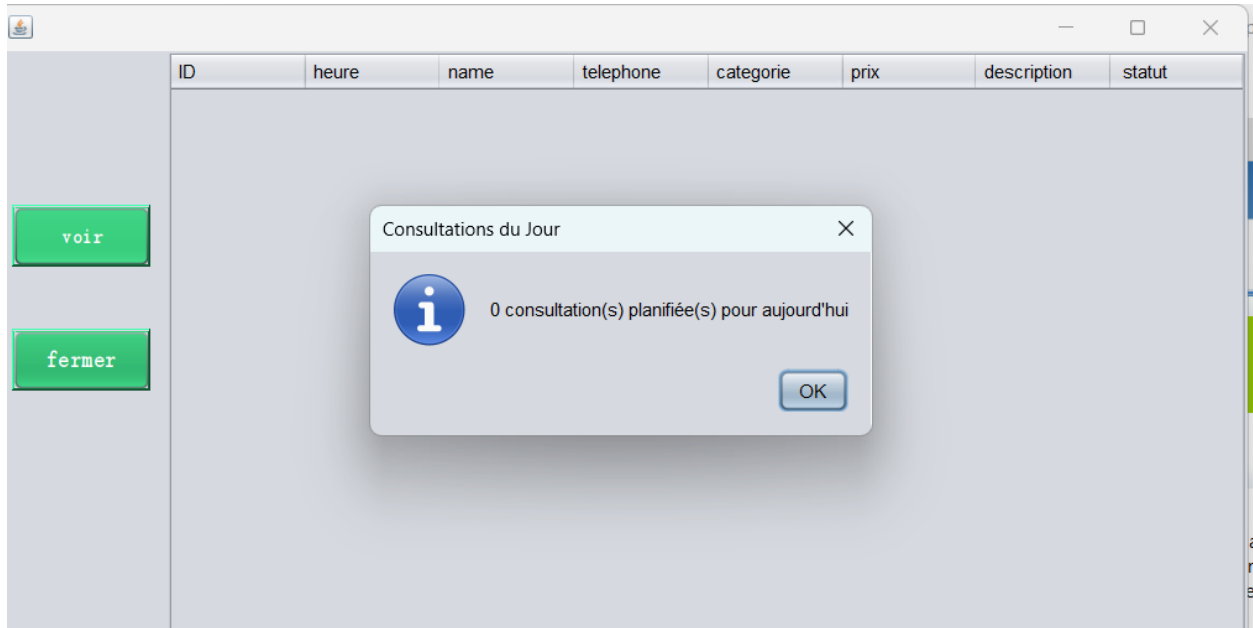 ID heure name telephone categorie prix description statut
voir
fermer
Consultations du Jour
0 consultation(s) planifiée(s) pour aujourd'hui
OK